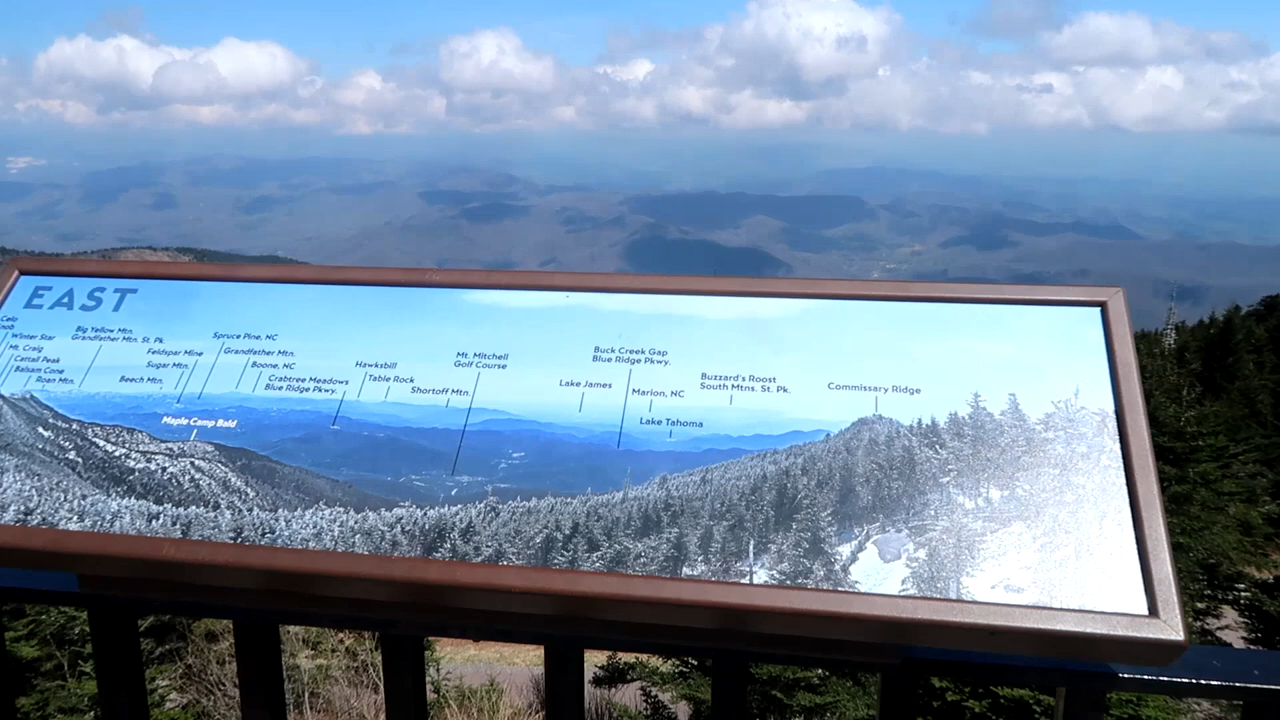 EAST
Celo
Knob
Winter Star
Mt. Craig
Cattail Peak
Balsam Cone
Roan Mtn.
Big Yellow Mtn.
Grandfather Mtn. St. Pk.
Beech Mtn.
Sugar Mtn.
Feldspar Mine
Spruce Pine, NC
Grandfather Mtn.
Boone, NC
Maple Camp Bald
Crabtree Meadows
Blue Ridge Pkwy.
Hawksbill
Table Rock
Shortoff Mtn.
Mt. Mitchell
Golf Course
Lake James
Buck Creek Gap
Blue Ridge Pkwy.
Marion, NC
Lake Tahoma
Buzzard's Roost
South Mtns. St. Pk.
Commissary Ridge